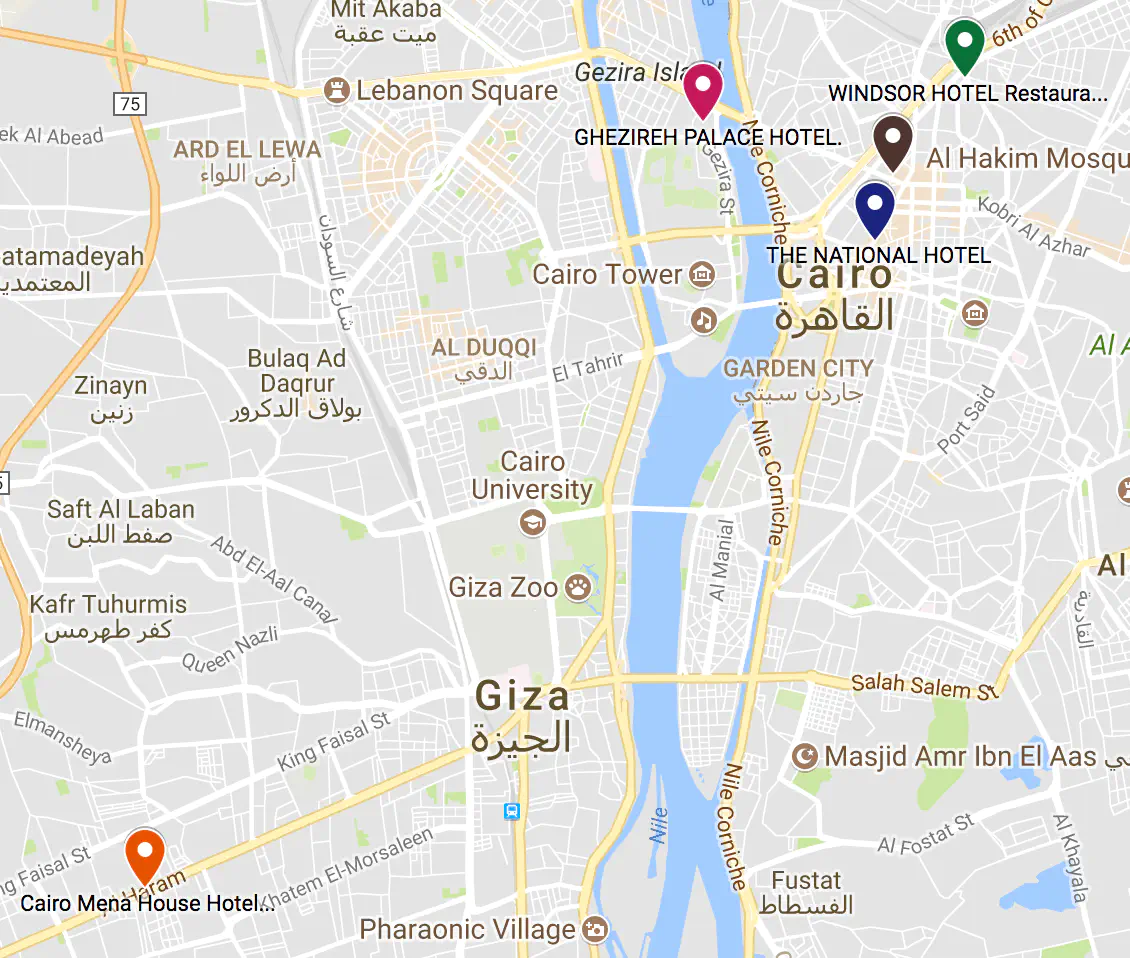 Mit Akaba
ميت عقبة
6th of O
Gezira Isla
WINDSOR HOTEL Restaura...
Lebanon Square
75
GHEZIREH PALACE HOTEL.
ek Al Abead
ARD EL LEWA
أرض اللواء
Gezira St
Nile Corniche
Al Hakim Mosqu
Kobri Al Azhar
شارع السودان
atamadeyah
المعتمدي
Cairo Tower
THE NATIONAL HOTEL
Cairo
القاهرة
AL DUQQI
الدقي
El Tahrir
Al A
Bulaq Ad
Daqrur
بولاق الدكرور
GARDEN CITY
جاردن سيتي
Zinayn
زنين
Port Said
Nile Corniche
Cairo
University
5
Saft Al Laban
صفط اللبن
Abd El-Aal Canal
Al Manial
Giza Zoo
Al
القادرية
Kafr Tuhurmis
كفر طهرمس
Queen Nazli
Giza
الجيزة
Salah Salem St
Elmansheya
King Faisal St
Masjid Amr Ibn El Aas
Nile Corniche
Nile
Al Fostat St
Al Khayala
ng Faisal St
Haram
Khatem El-Morsaleen
Cairo Mena House Hotel...
Fustat
الفسطاط
Pharaonic Village